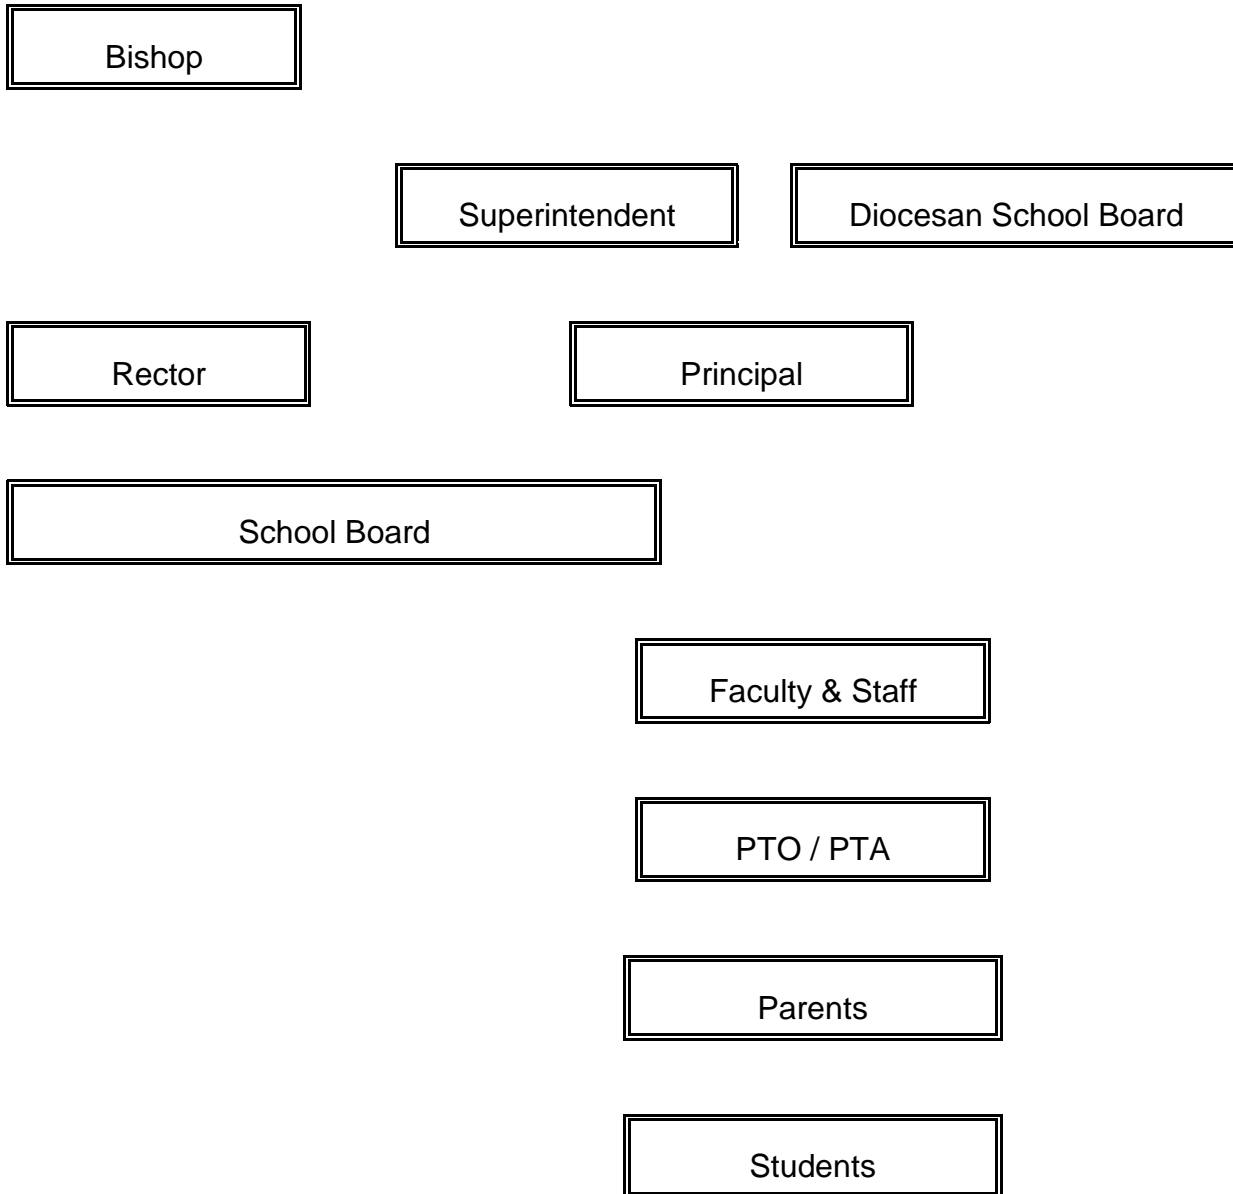 Bishop
Superintendent
Diocesan School Board
Rector
Principal
School Board
Faculty & Staff
PTO / PTA
Parents
Students